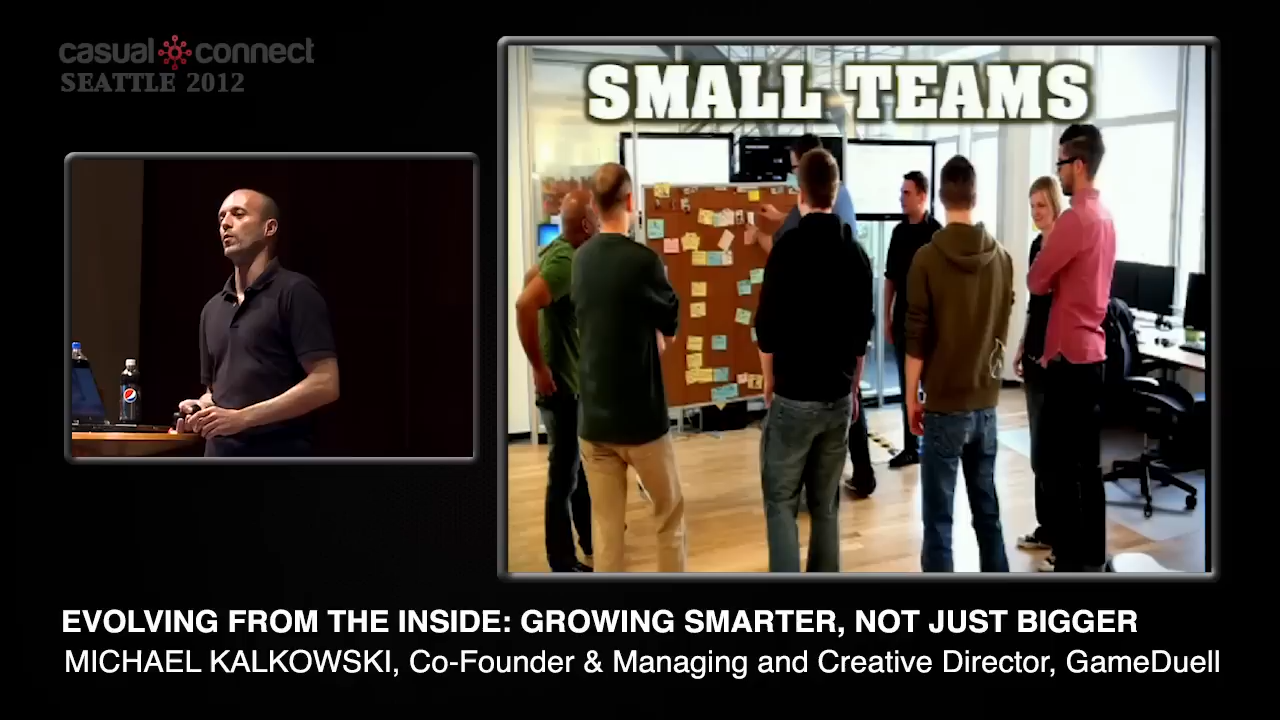 casual connect
SEATTLE 2012
SMALL TEAMS
EVOLVING FROM THE INSIDE: GROWING SMARTER, NOT JUST BIGGER
MICHAEL KALKOWSKI, Co-Founder & Managing and Creative Director, GameDuell